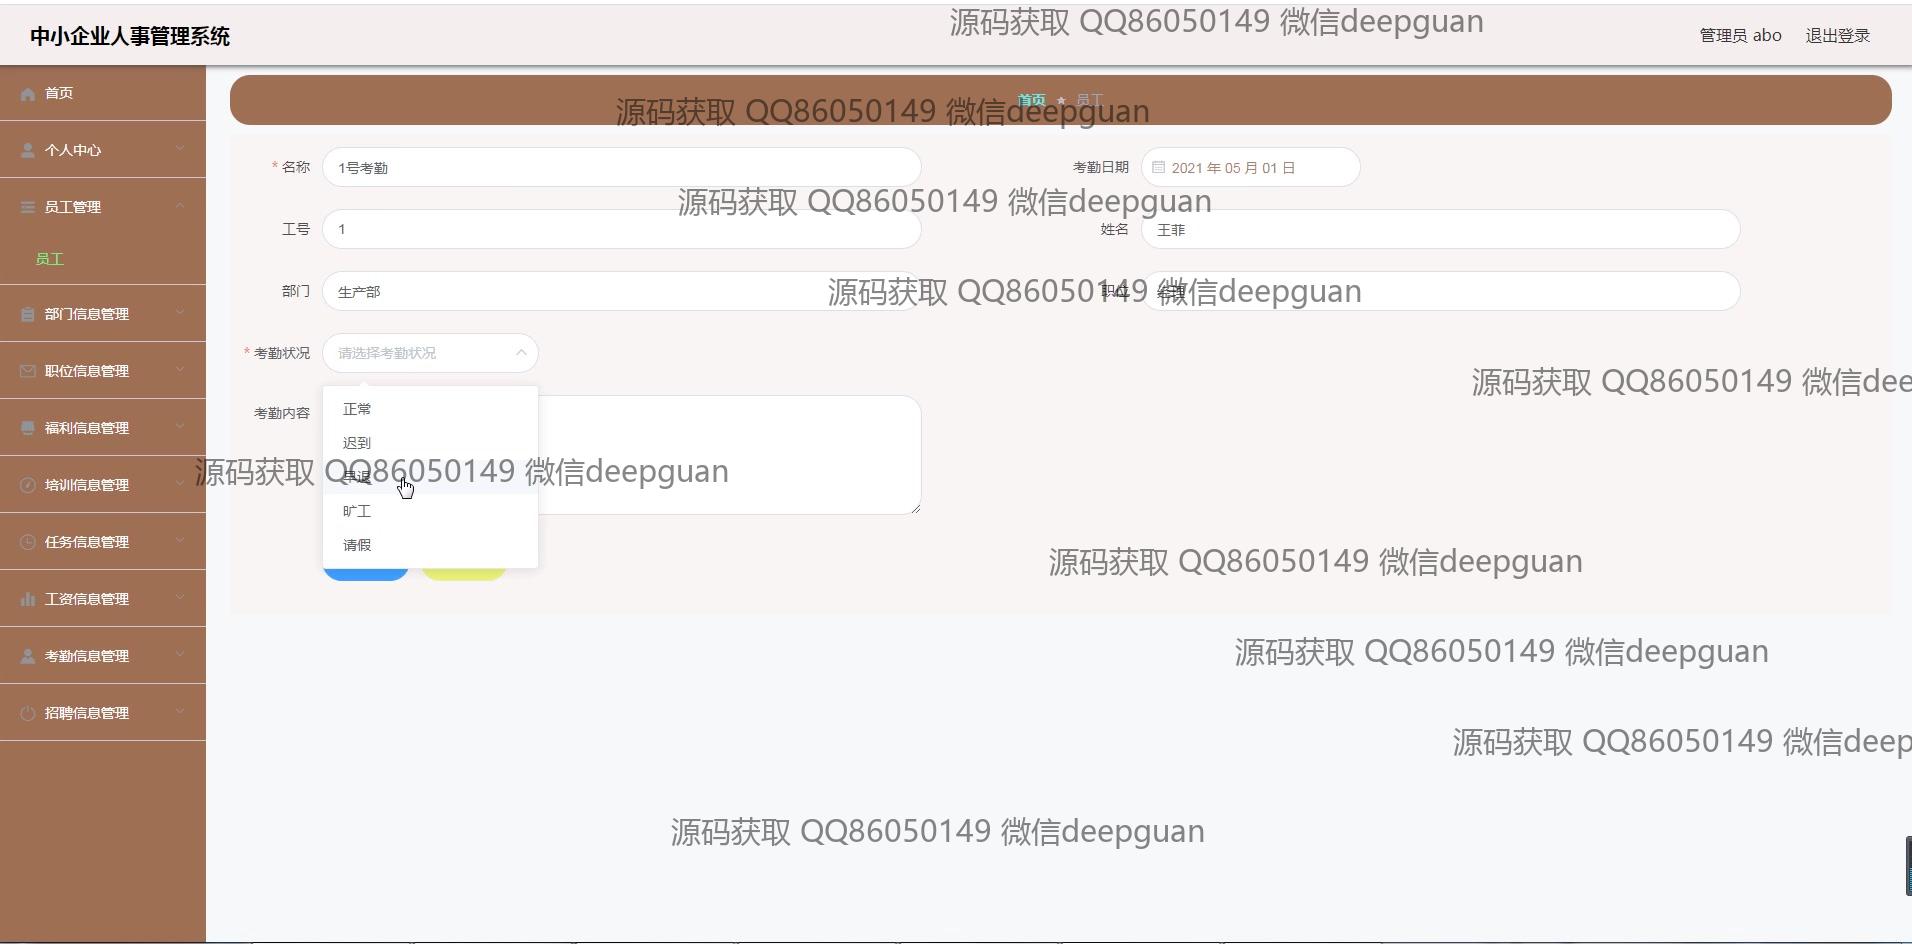 源码获取 QQ86050149 微信deepguan
中小企业人事管理系统
管理员 abo 退出登录
首页
个人中心
员工管理
员工
部门信息管理
职位信息管理
福利信息管理
培训信息管理
任务信息管理
工资信息管理
考勤信息管理
招聘信息管理
首页 ★ 员工
源码获取 QQ86050149 微信deepguan
* 名称 1号考勤
考勤日期 2021 年 05 月 01 日
源码获取 QQ86050149 微信deepguan
工号 1
姓名 王菲
部门 生产部
职位
源码获取 QQ86050149 微信deepguan
* 考勤状况 请选择考勤状况
源码获取 QQ86050149 微信dee
考勤内容
正常
迟到
早退
旷工
请假
源码获取 QQ86050149 微信deepguan
源码获取 QQ86050149 微信deepguan
源码获取 QQ86050149 微信deepguan
源码获取 QQ86050149 微信deep
源码获取 QQ86050149 微信deepguan